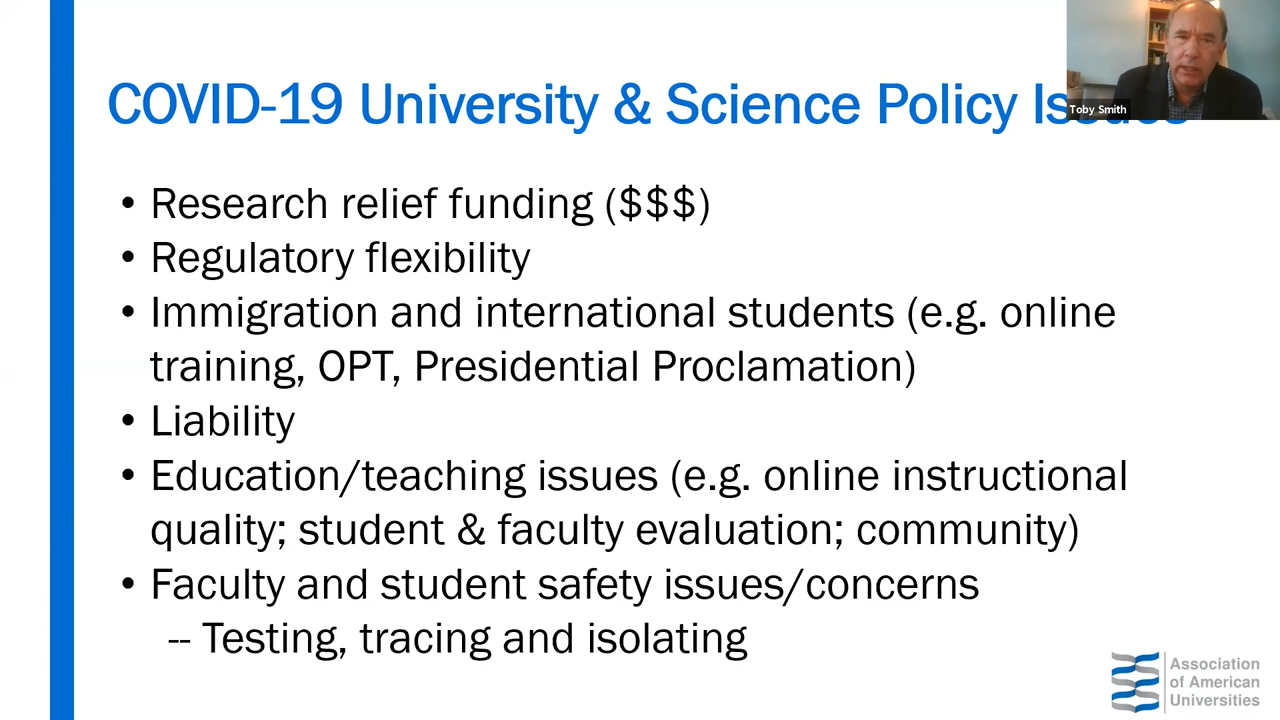 COVID-19 University & Science Policy
Toby Smith
• Research relief funding ($$$)
• Regulatory flexibility
• Immigration and international students (e.g. online
training, OPT, Presidential Proclamation)
• Liability
• Education/teaching issues (e.g. online instructional
quality; student & faculty evaluation; community)
• Faculty and student safety issues/concerns
-- Testing, tracing and isolating
Association
of American
Universities